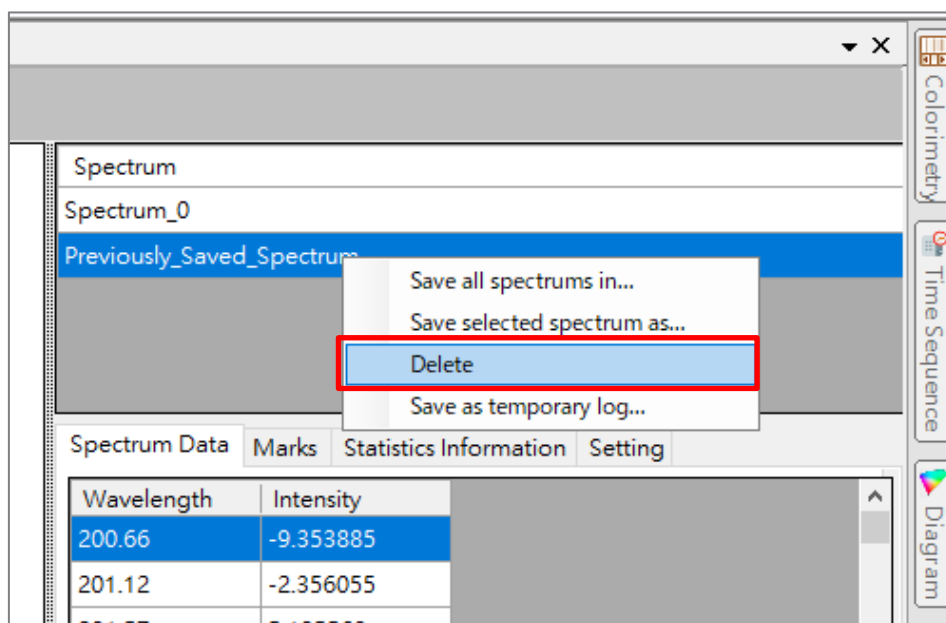 Spectrum
Spectrum_0
Previously_Saved_Spectrum
Save all spectrums in...
Save selected spectrum as...
Delete
Save as temporary log...
Spectrum Data Marks Statistics Information Setting
Wavelength Intensity
200.66 -9.353885
201.12 -2.356055
Colorimetry
Time Sequence
Diagram